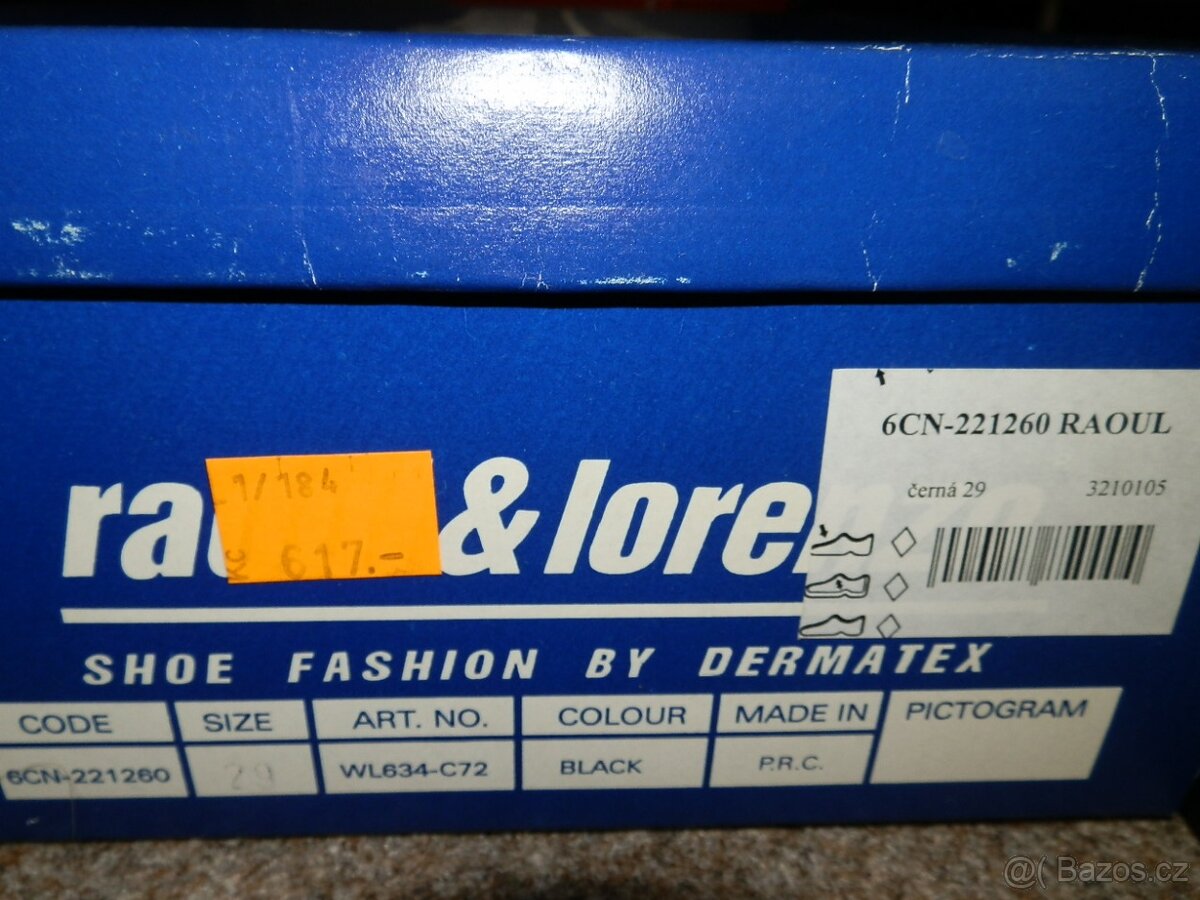 6CN-221260 RAOUL
černá 29 3210105
1/184
617.-
& lore
SHOE FASHION BY DERMATEX
CODE SIZE ART. NO. COLOUR MADE IN PICTOGRAM
6CN-221260 29 WL634-C72 BLACK P.R.C.
@( Bazos.cz